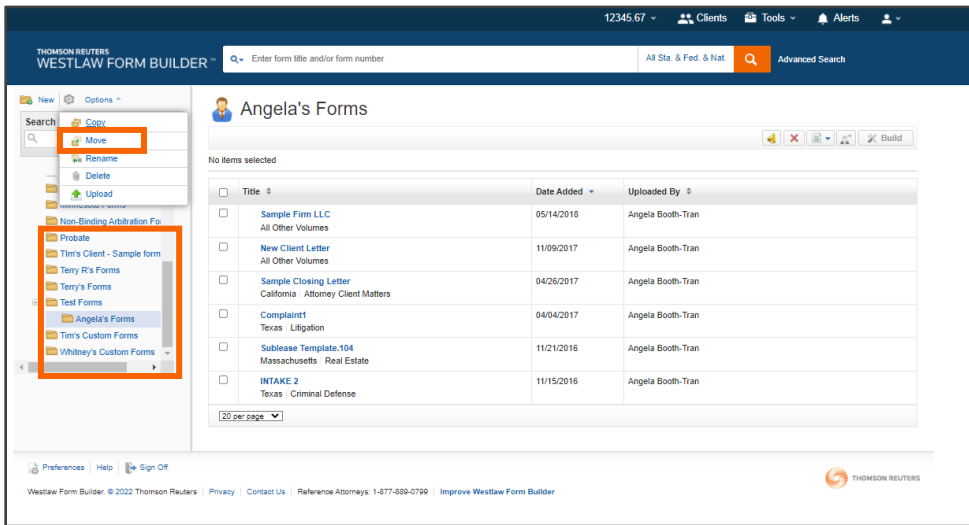 12345.67 Clients Tools Alerts
THOMSON REUTERS
WESTLAW FORM BUILDER™
Enter form title and/or form number
All Sta. & Fed. & Nat.
Advanced Search
New Options
Search
Copy
Move
Rename
Delete
Upload
Non-Binding Arbitration Fo
Probate
TIm's Client - Sample form
Terry R's Forms
Terry's Forms
Test Forms
Angela's Forms
Tim's Custom Forms
Whitney's Custom Forms
Angela's Forms
Build
No items selected
Title Date Added Uploaded By
Sample Firm LLC 05/14/2018 Angela Booth-Tran
All Other Volumes
New Client Letter 11/09/2017 Angela Booth-Tran
All Other Volumes
Sample Closing Letter 04/26/2017 Angela Booth-Tran
California | Attorney Client Matters
Complaint1 04/04/2017 Angela Booth-Tran
Texas | Litigation
Sublease Template.104 11/21/2016 Angela Booth-Tran
Massachusetts | Real Estate
INTAKE 2 11/15/2016 Angela Booth-Tran
Texas | Criminal Defense
20 per page
Preferences | Help | Sign Off
Westlaw Form Builder. © 2022 Thomson Reuters | Privacy | Contact Us | Reference Attorneys: 1-877-889-0799 | Improve Westlaw Form Builder
THOMSON REUTERS